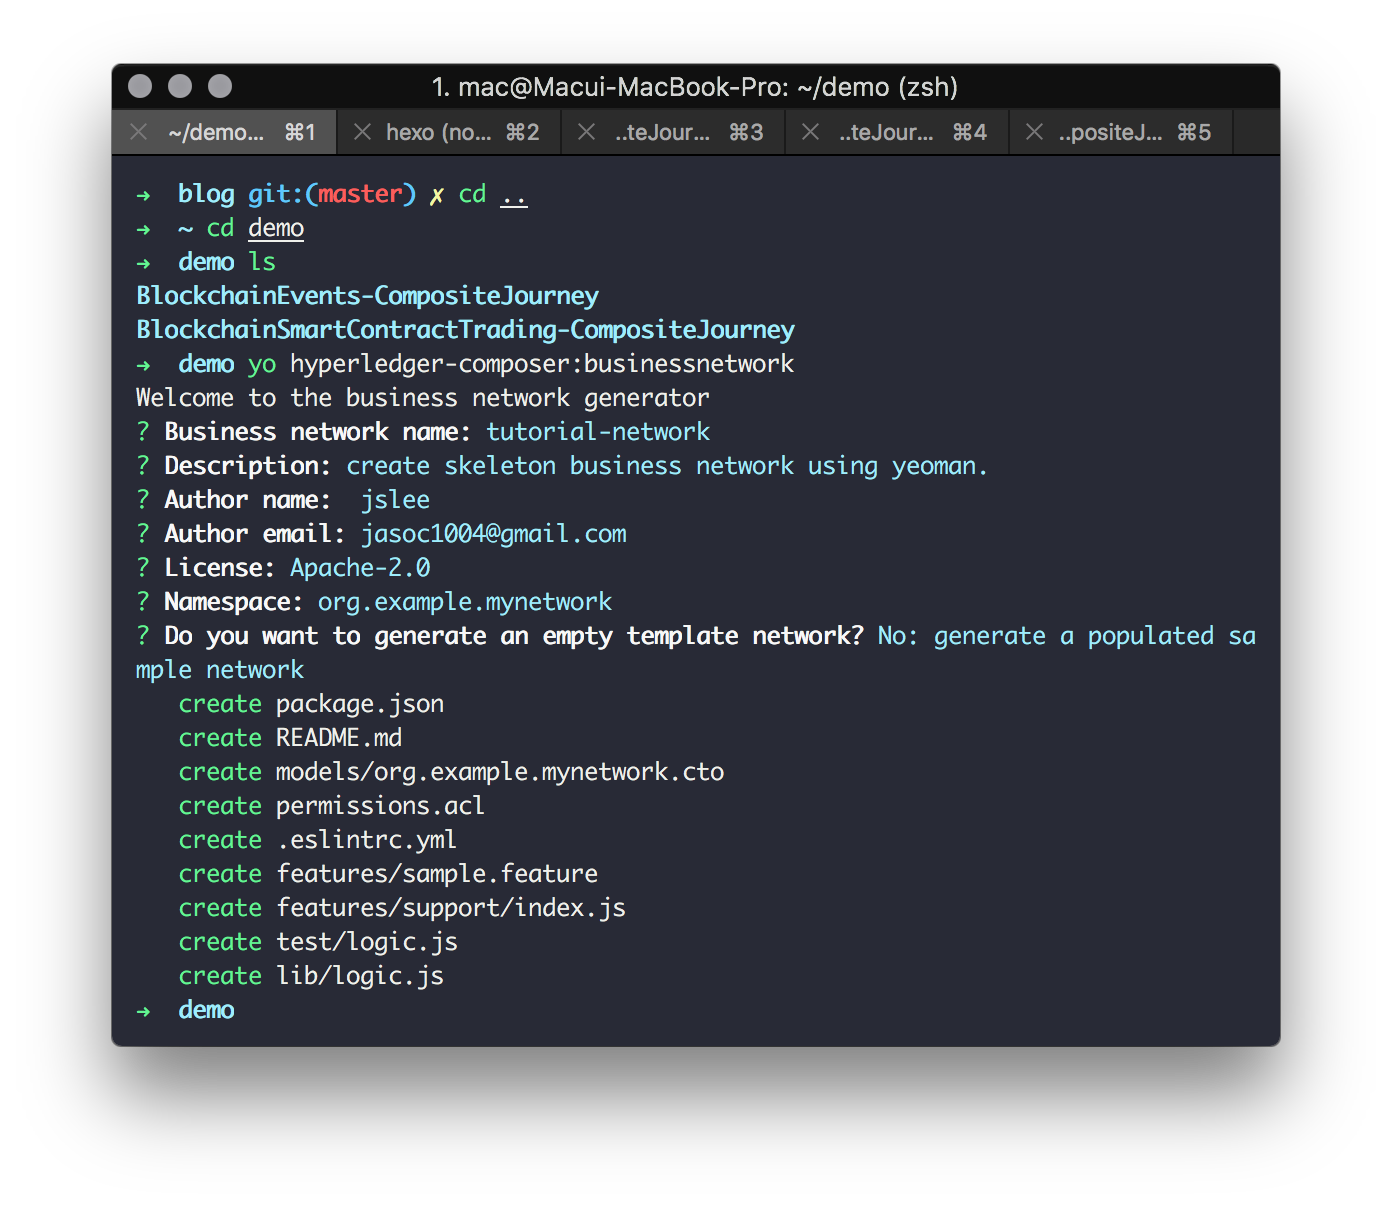 1. mac@Macui-MacBook-Pro: ~/demo (zsh)
~/demo... ⌘1 hexo (no... ⌘2 ..teJour... ⌘3 ..teJour... ⌘4 ..positeJ... ⌘5
➜ blog git:(master) ✗ cd ..
➜ ~ cd demo
➜ demo ls
BlockchainEvents-CompositeJourney
BlockchainSmartContractTrading-CompositeJourney
➜ demo yo hyperledger-composer:businessnetwork
Welcome to the business network generator
? Business network name: tutorial-network
? Description: create skeleton business network using yeoman.
? Author name:  jslee
? Author email: jasoc1004@gmail.com
? License: Apache-2.0
? Namespace: org.example.mynetwork
? Do you want to generate an empty template network? No: generate a populated sa
mple network
create package.json
create README.md
create models/org.example.mynetwork.cto
create permissions.acl
create .eslintrc.yml
create features/sample.feature
create features/support/index.js
create test/logic.js
create lib/logic.js
➜ demo